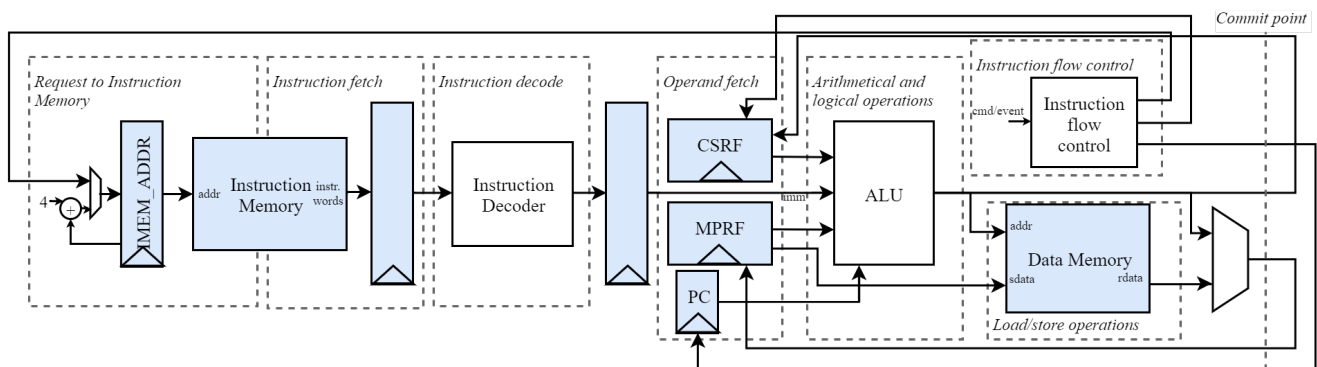 Commit point
Request to Instruction
Memory
Instruction fetch
Instruction decode
Operand fetch
Arithmetical and
logical operations
Instruction flow control
cmd/event
Instruction
flow
control
IMEM_ADDR
4
+
addr
Instruction
Memory
instr.
words
Instruction
Decoder
CSRF
imm
MPRF
PC
ALU
addr
Data Memory
sdata
rdata
Load/store operations